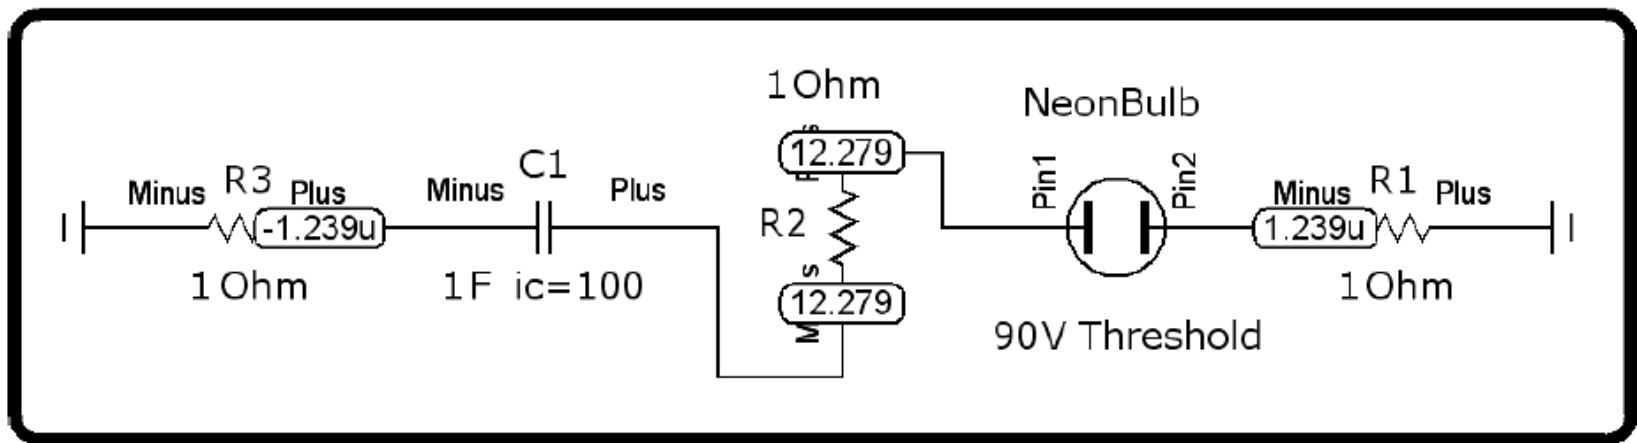 1Ohm
NeonBulb
12.279
Pin1
Pin2
C1
R3
R1
Minus
Plus
Minus
Plus
Minus
Plus
-1.239u
R2
1.239u
1Ohm
1F ic=100
s
12.279
M
1Ohm
90V Threshold